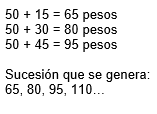 50 + 15 = 65 pesos
50 + 30 = 80 pesos
50 + 45 = 95 pesos
Sucesión que se genera:
65, 80, 95, 110...